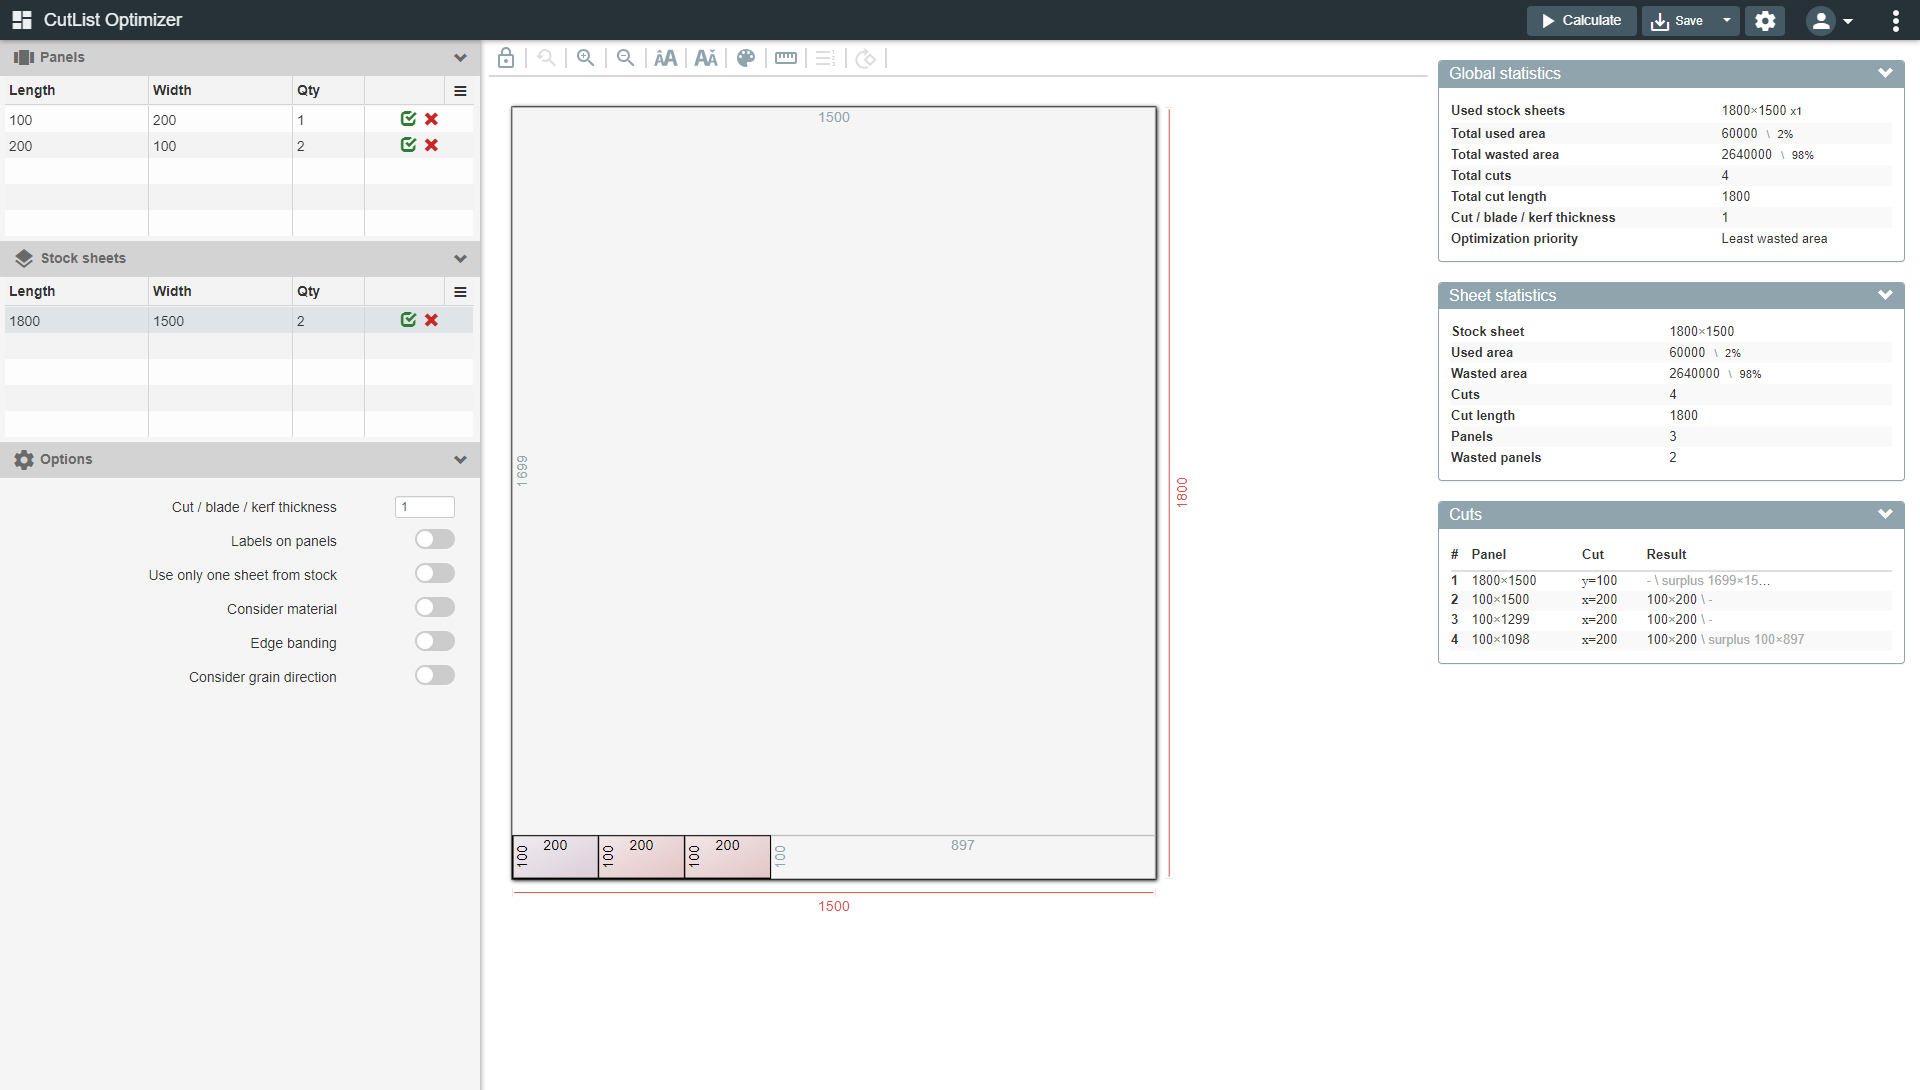 CutList Optimizer
Calculate
Save
Panels
Length Width Qty
100 200 1
200 100 2
Stock sheets
Length Width Qty
1800 1500 2
Options
Cut / blade / kerf thickness 1
Labels on panels
Use only one sheet from stock
Consider material
Edge banding
Consider grain direction
AA
AA
1500
1699
1800
100 200
100 200
100 200
100 897
1500
Global statistics
Used stock sheets 1800×1500 x1
Total used area 60000 \ 2%
Total wasted area 2640000 \ 98%
Total cuts 4
Total cut length 1800
Cut / blade / kerf thickness 1
Optimization priority Least wasted area
Sheet statistics
Stock sheet 1800×1500
Used area 60000 \ 2%
Wasted area 2640000 \ 98%
Cuts 4
Cut length 1800
Panels 3
Wasted panels 2
Cuts
# Panel Cut Result
1 1800×1500 y=100 - \ surplus 1699×15...
2 100×1500 x=200 100×200 \ -
3 100×1299 x=200 100×200 \ -
4 100×1098 x=200 100×200 \ surplus 100×897